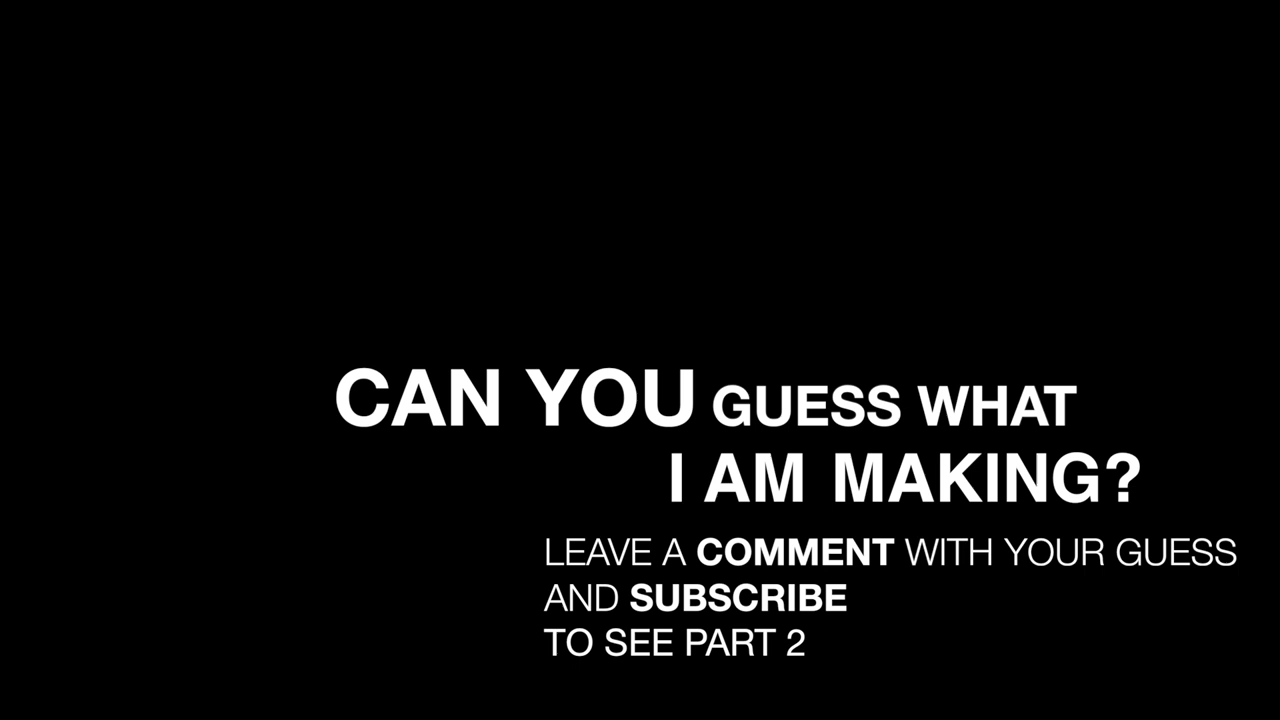 CAN YOU GUESS WHAT
I AM MAKING?
LEAVE A COMMENT WITH YOUR GUESS
AND SUBSCRIBE
TO SEE PART 2